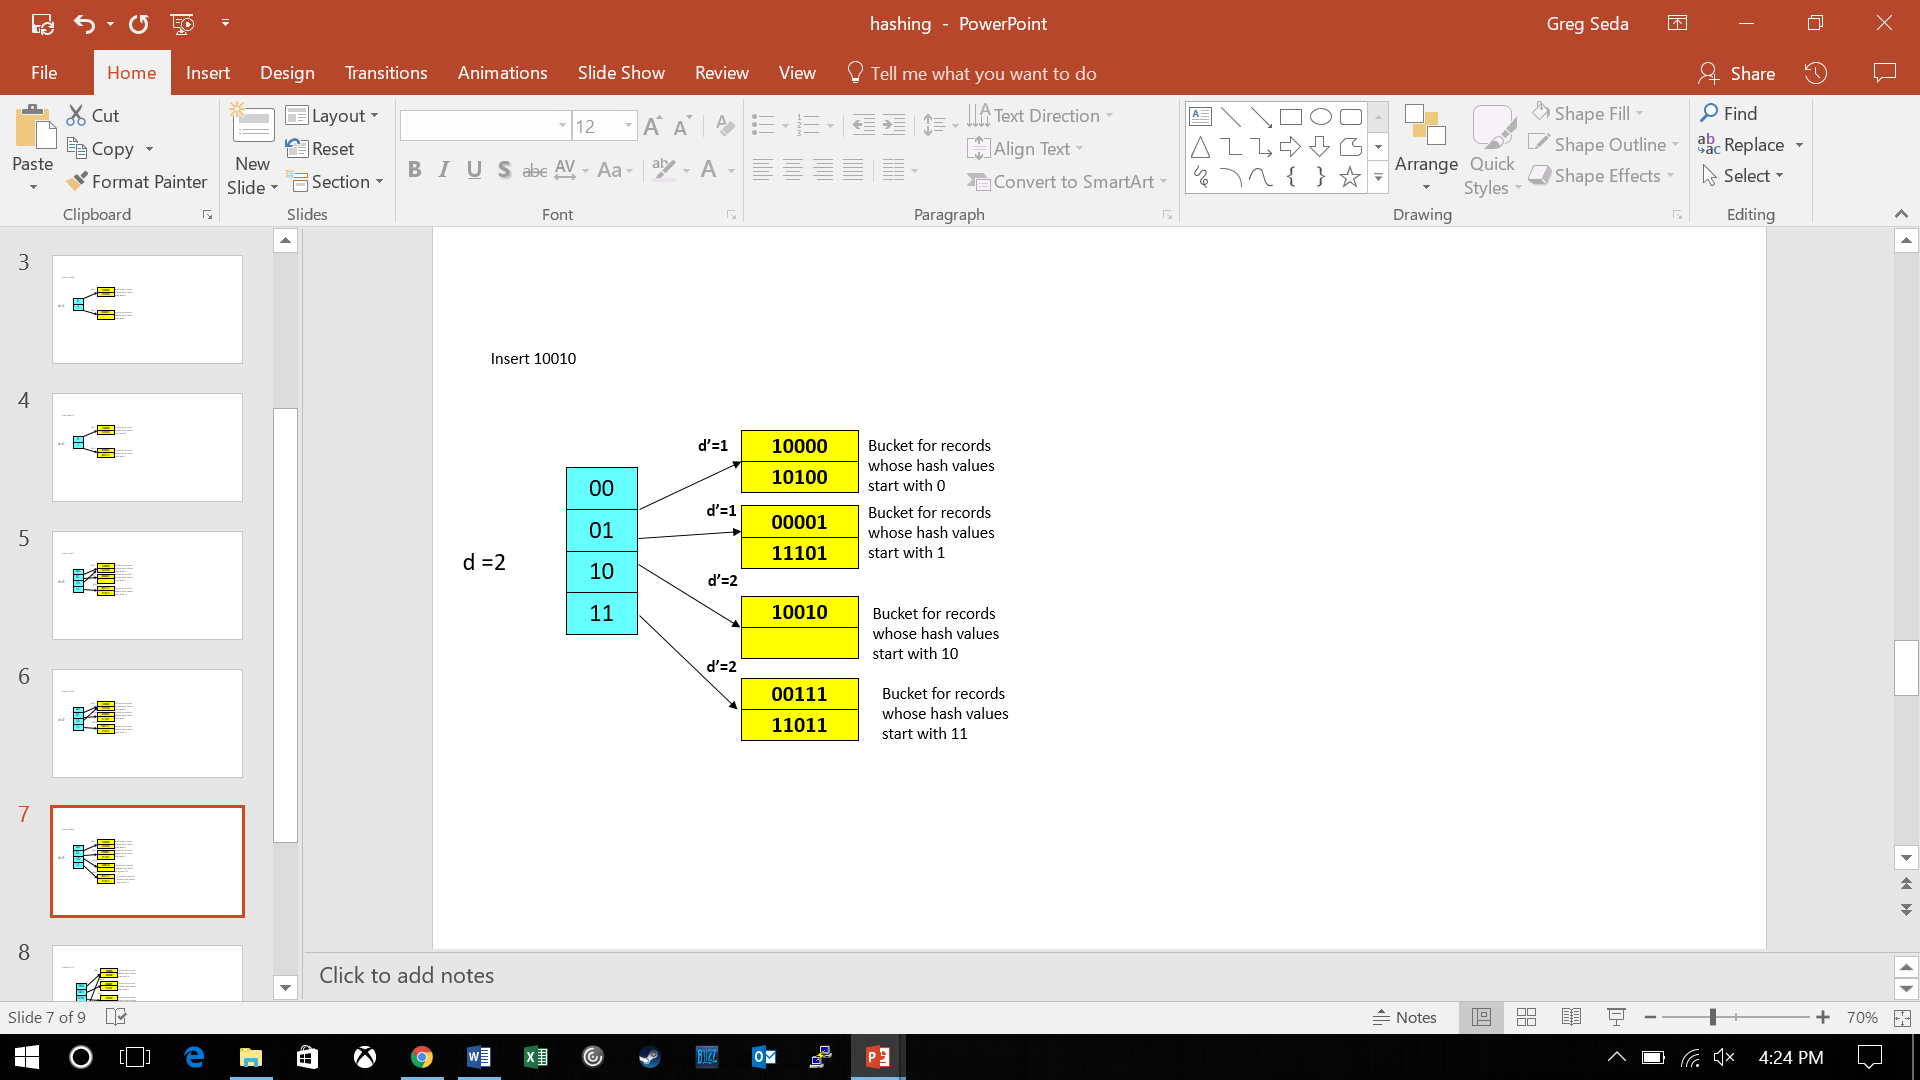 hashing - PowerPoint
Greg Seda
File
Home
Insert
Design
Transitions
Animations
Slide Show
Review
View
Tell me what you want to do
Share
Paste
Cut
Copy
Format Painter
Clipboard
New
Slide
Layout
Reset
Section
Slides
12
Font
Text Direction
Align Text
Convert to SmartArt
Paragraph
Arrange
Quick
Styles
Shape Fill
Shape Outline
Shape Effects
Drawing
Find
Replace
Select
Editing
3
4
5
6
7
8
Insert 10010
d =2
00
01
10
11
d’=1
10000
10100
Bucket for records
whose hash values
start with 0
d’=1
00001
11101
Bucket for records
whose hash values
start with 1
d’=2
10010
Bucket for records
whose hash values
start with 10
d’=2
00111
11011
Bucket for records
whose hash values
start with 11
Click to add notes
Slide 7 of 9
Notes
70%
4:24 PM